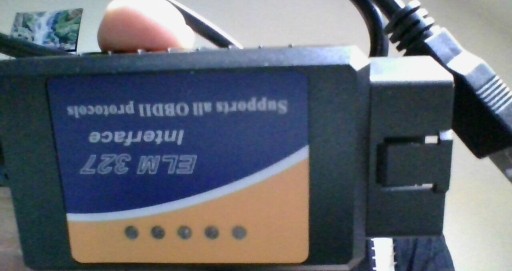 ELM 327
Interface
Supports all OBDII protocols